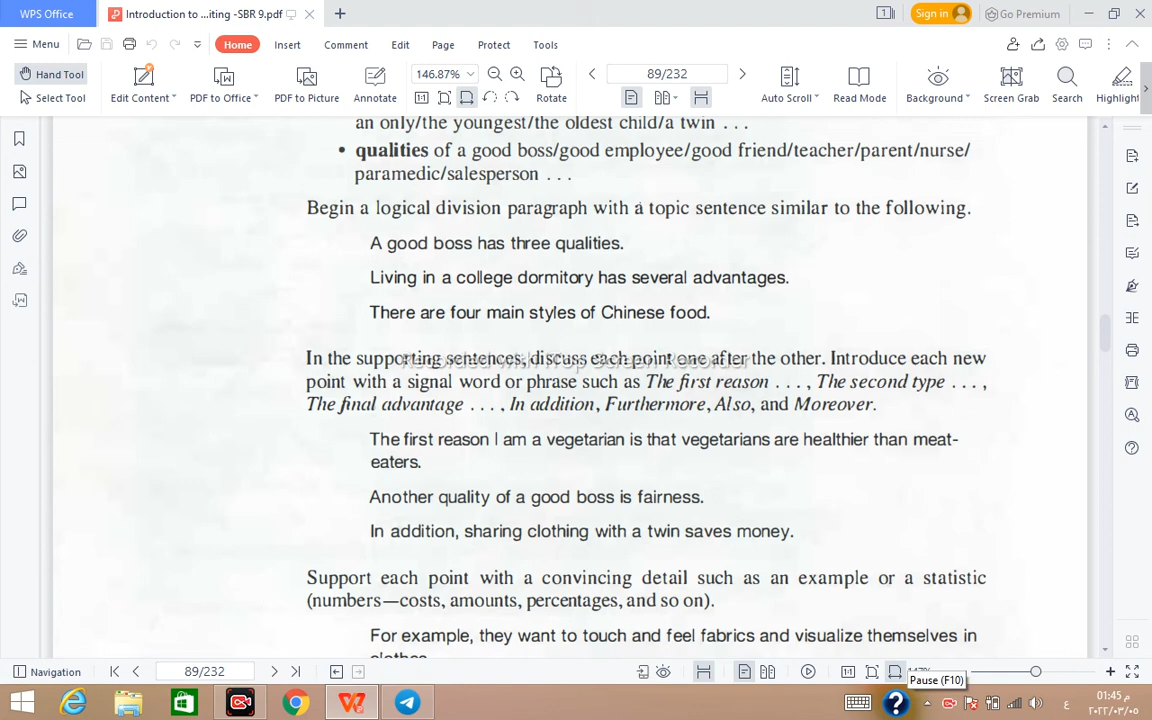 WPS Office
Introduction to ...iting -SBR 9.pdf
Sign in
Go Premium
Menu
Home
Insert
Comment
Edit
Page
Protect
Tools
Hand Tool
Select Tool
Edit Content
PDF to Office
PDF to Picture
Annotate
146.87%
Rotate
89/232
Auto Scroll
Read Mode
Background
Screen Grab
Search
Highlight
an only/the youngest/the oldest child/a twin . . .
• qualities of a good boss/good employee/good friend/teacher/parent/nurse/
paramedic/salesperson . . .
Begin a logical division paragraph with a topic sentence similar to the following.
A good boss has three qualities.
Living in a college dormitory has several advantages.
There are four main styles of Chinese food.
Recorded with iTop Screen Recorder
In the supporting sentences, discuss each point one after the other. Introduce each new
point with a signal word or phrase such as The first reason . . . , The second type . . . ,
The final advantage . . . , In addition, Furthermore, Also, and Moreover.
The first reason I am a vegetarian is that vegetarians are healthier than meat-
eaters.
Another quality of a good boss is fairness.
In addition, sharing clothing with a twin saves money.
Support each point with a convincing detail such as an example or a statistic
(numbers—costs, amounts, percentages, and so on).
For example, they want to touch and feel fabrics and visualize themselves in
clothes.
Navigation
89/232
147%
Pause (F10)
ع
م 01:45
٢٠٢٢/٠٣/٠٥